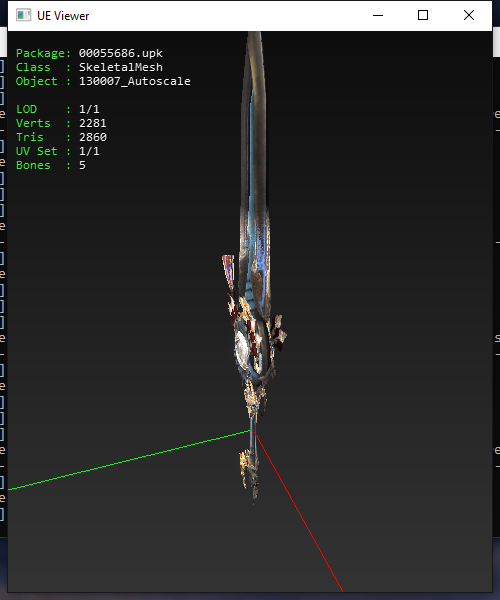 UE Viewer
Package: 00055686.upk
Class : SkeletalMesh
Object : 130007_Autoscale
LOD : 1/1
Verts : 2281
Tris : 2860
UV Set : 1/1
Bones : 5